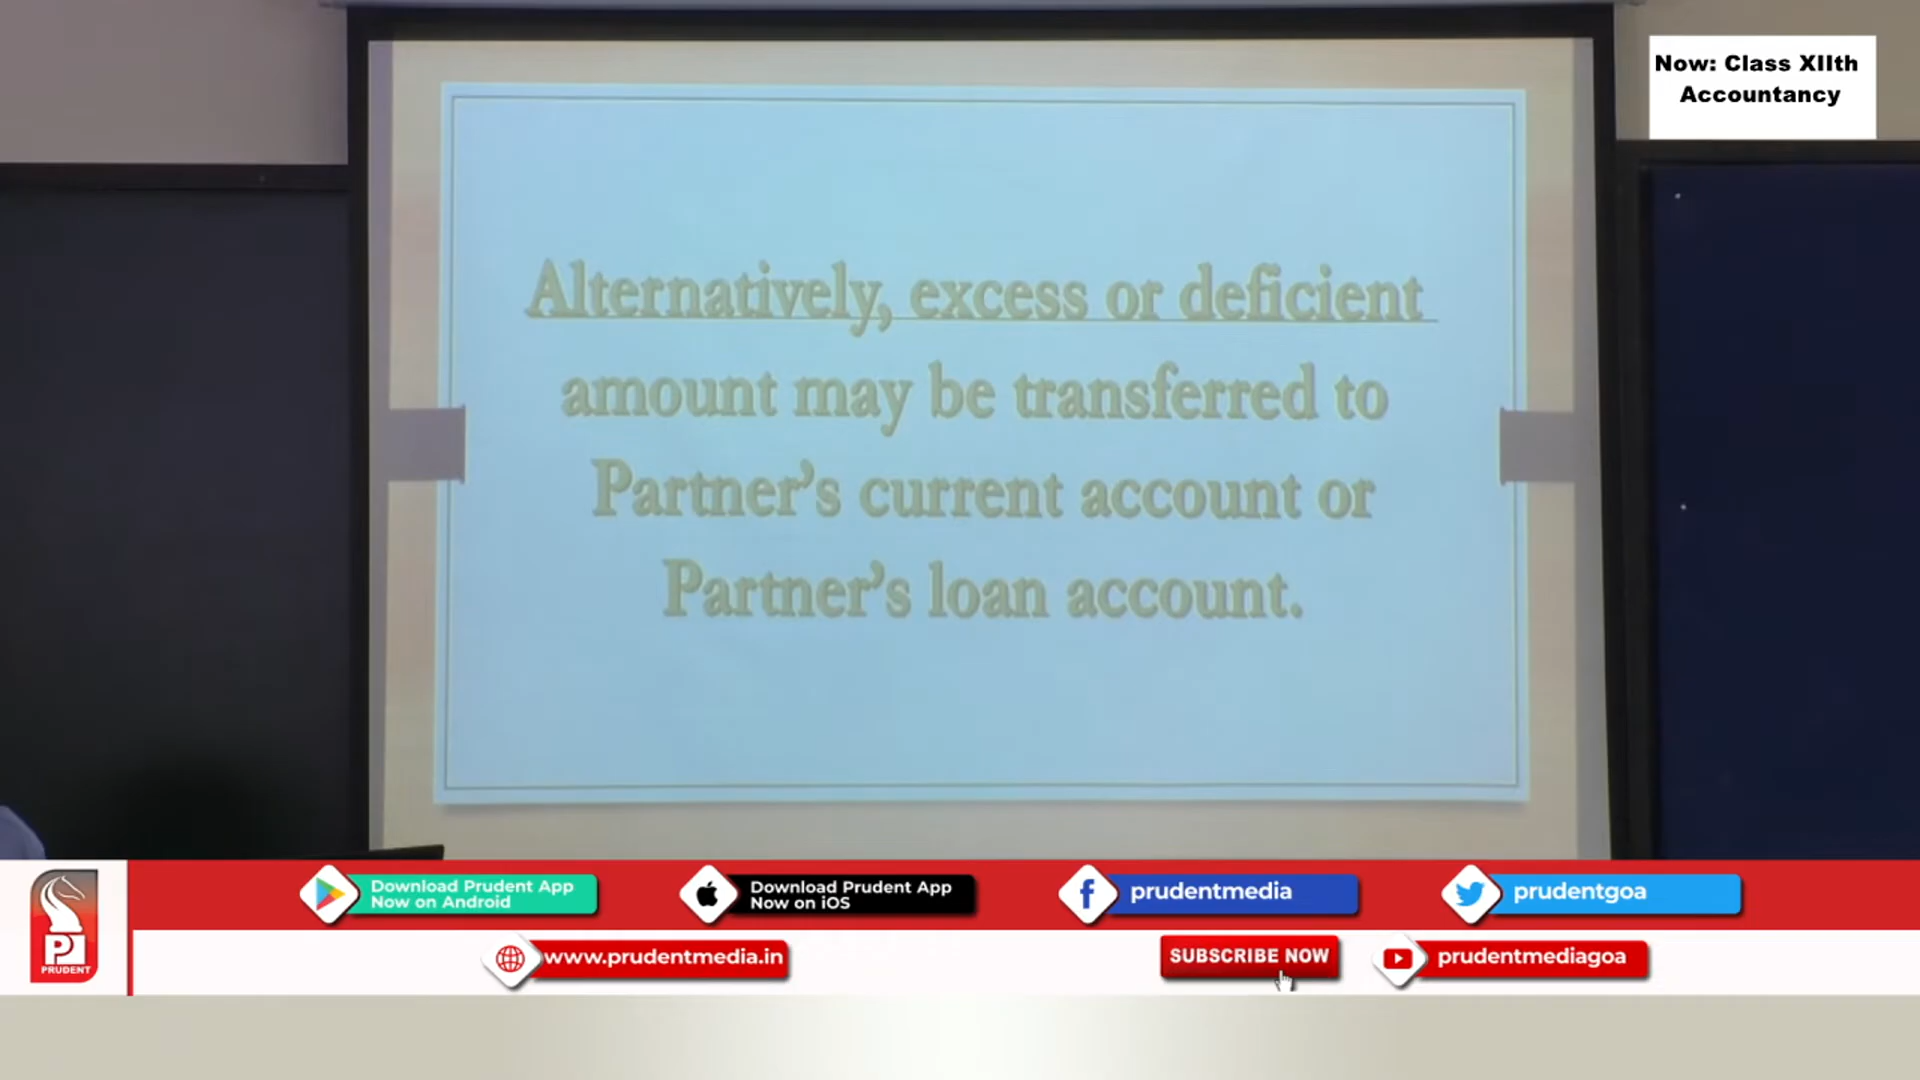 Now: Class XIIth
Accountancy
Alternatively, excess or deficient
amount may be transferred to
Partner's current account or
Partner's loan account.
Download Prudent App
Now on Android
Download Prudent App
Now on iOS
prudentmedia
prudentgoa
PRUDENT
www.prudentmedia.in
SUBSCRIBE NOW
prudentmediagoa